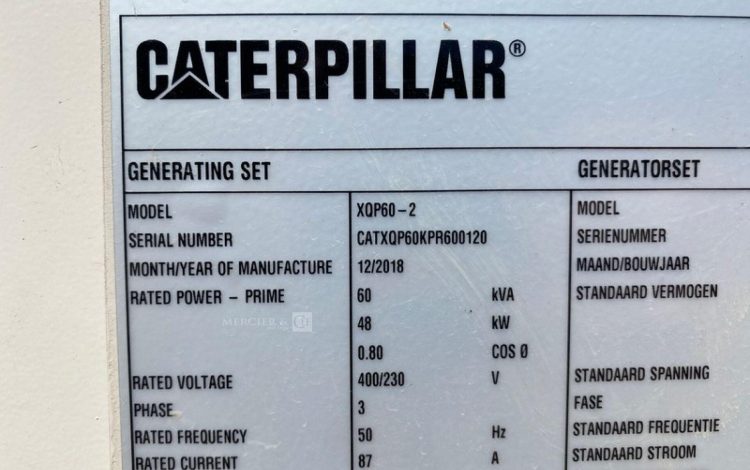 CATERPILLAR®
GENERATING SET GENERATORSET
MODEL XQP60-2 MODEL
SERIAL NUMBER CATXQP60KPR600120 SERIENUMMER
MONTH/YEAR OF MANUFACTURE 12/2018 MAAND/BOUWJAAR
RATED POWER – PRIME 60 kVA STANDAARD VERMOGEN
48 kW
MERCIER &
0.80 COS Ø
RATED VOLTAGE 400/230 V STANDAARD SPANNING
PHASE 3 FASE
RATED FREQUENCY 50 Hz STANDAARD FREQUENTIE
RATED CURRENT 87 A STANDAARD STROOM